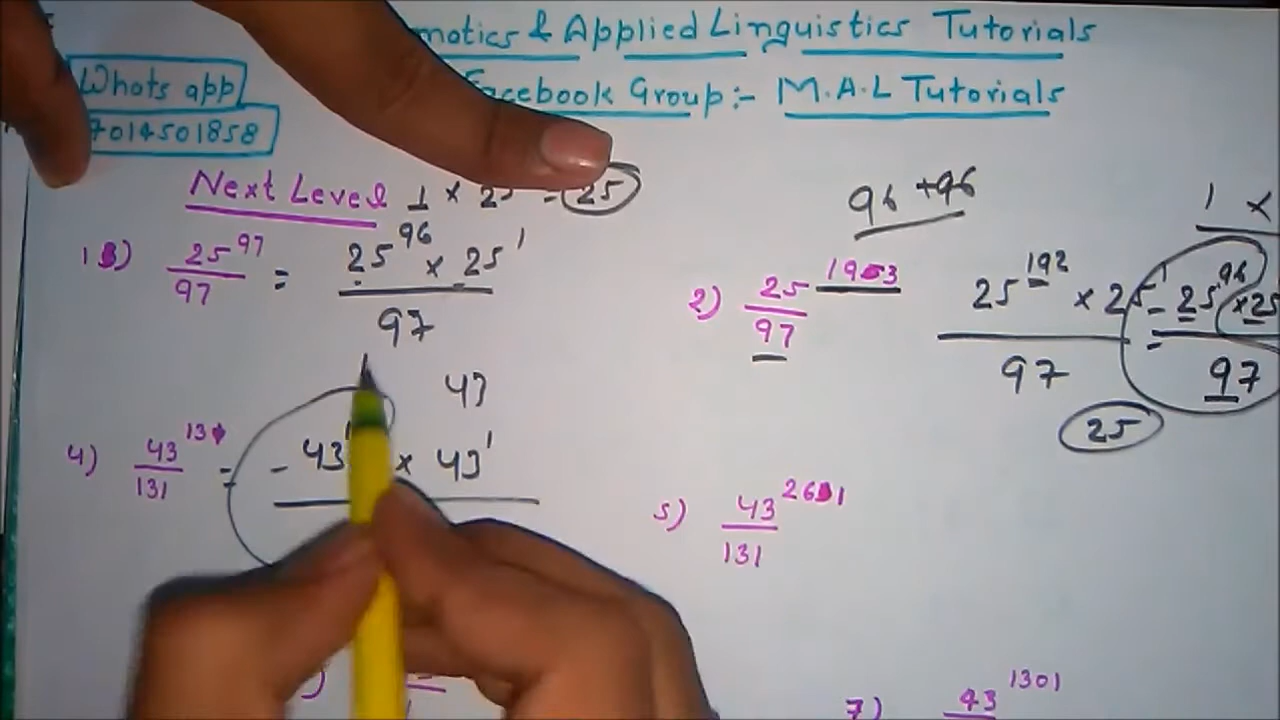 & Applied Linguistics Tutorials
Whats app
7014501858
Facebook Group:- M.A.L Tutorials
Next Level 1 × 25 = 25
96 +96
1 ×
25^97 / 97 = 25^96 × 25^1 / 97
2) 25 / 97
25^192 × 25^1 / 97 = 25^96 × 25 / 97
25
43
4) 43 / 131 = 43 × 43^1
5) 43 / 131
7) 43^1301